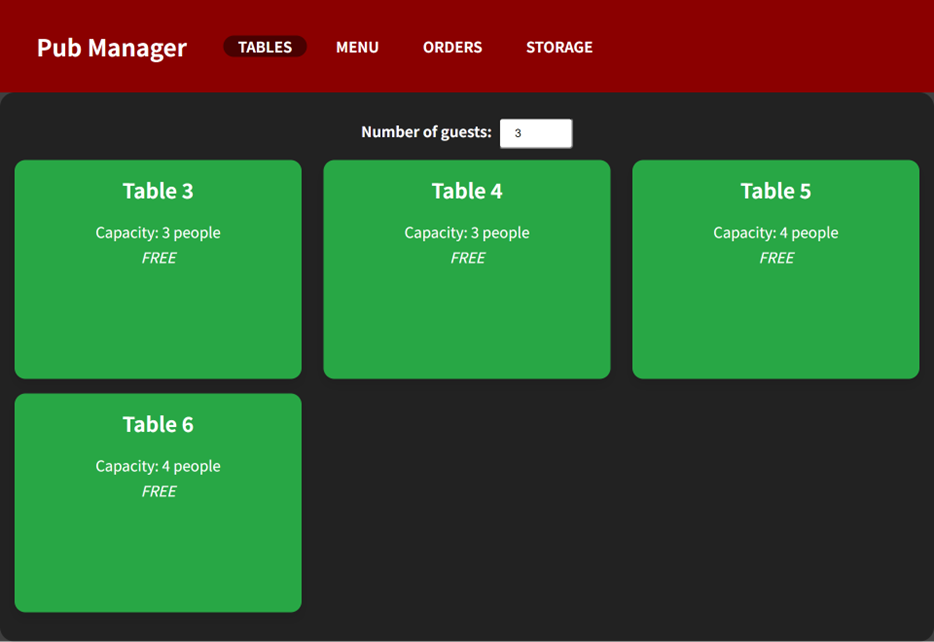 Pub Manager TABLES MENU ORDERS STORAGE
Number of guests: 3
Table 3
Capacity: 3 people
FREE
Table 4
Capacity: 3 people
FREE
Table 5
Capacity: 4 people
FREE
Table 6
Capacity: 4 people
FREE